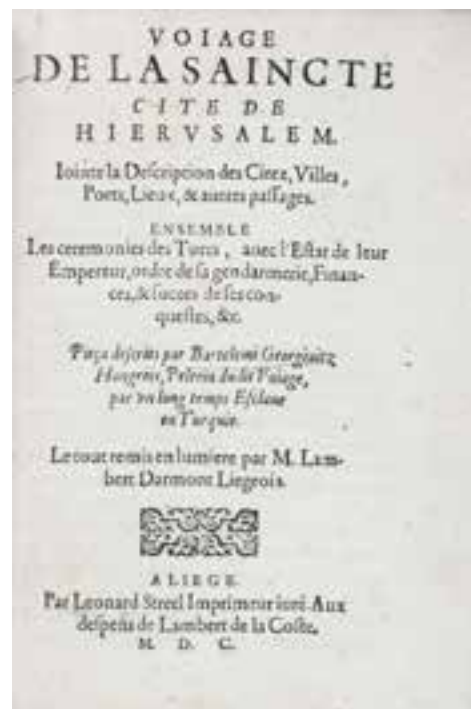 VOIAGE
DE LA SAINCTE
CITE DE
HIERVSALEM.
Iointe la Description des Citez, Villes,
Ports, Lieux, & autres passages.
ENSEMBLE
Les ceremonies des Turcs, auec l'Estat de leur
Empereur, ordre de sa gendarmerie, Finan-
ces, & succes de ses con-
questes, &c.
descrits par Bartelemi Georgiuitz
Hongrois, Pelerin dudit Voiage,
par vn long temps Esclaue
en Turquie.
Le tout remis en lumiere par M. Lam-
bert Darmont Liegeois.
A LIEGE
Par Leonard Streel Imprimeur iuré Aux
despens de Lambert de la Coste.
M. D. C.